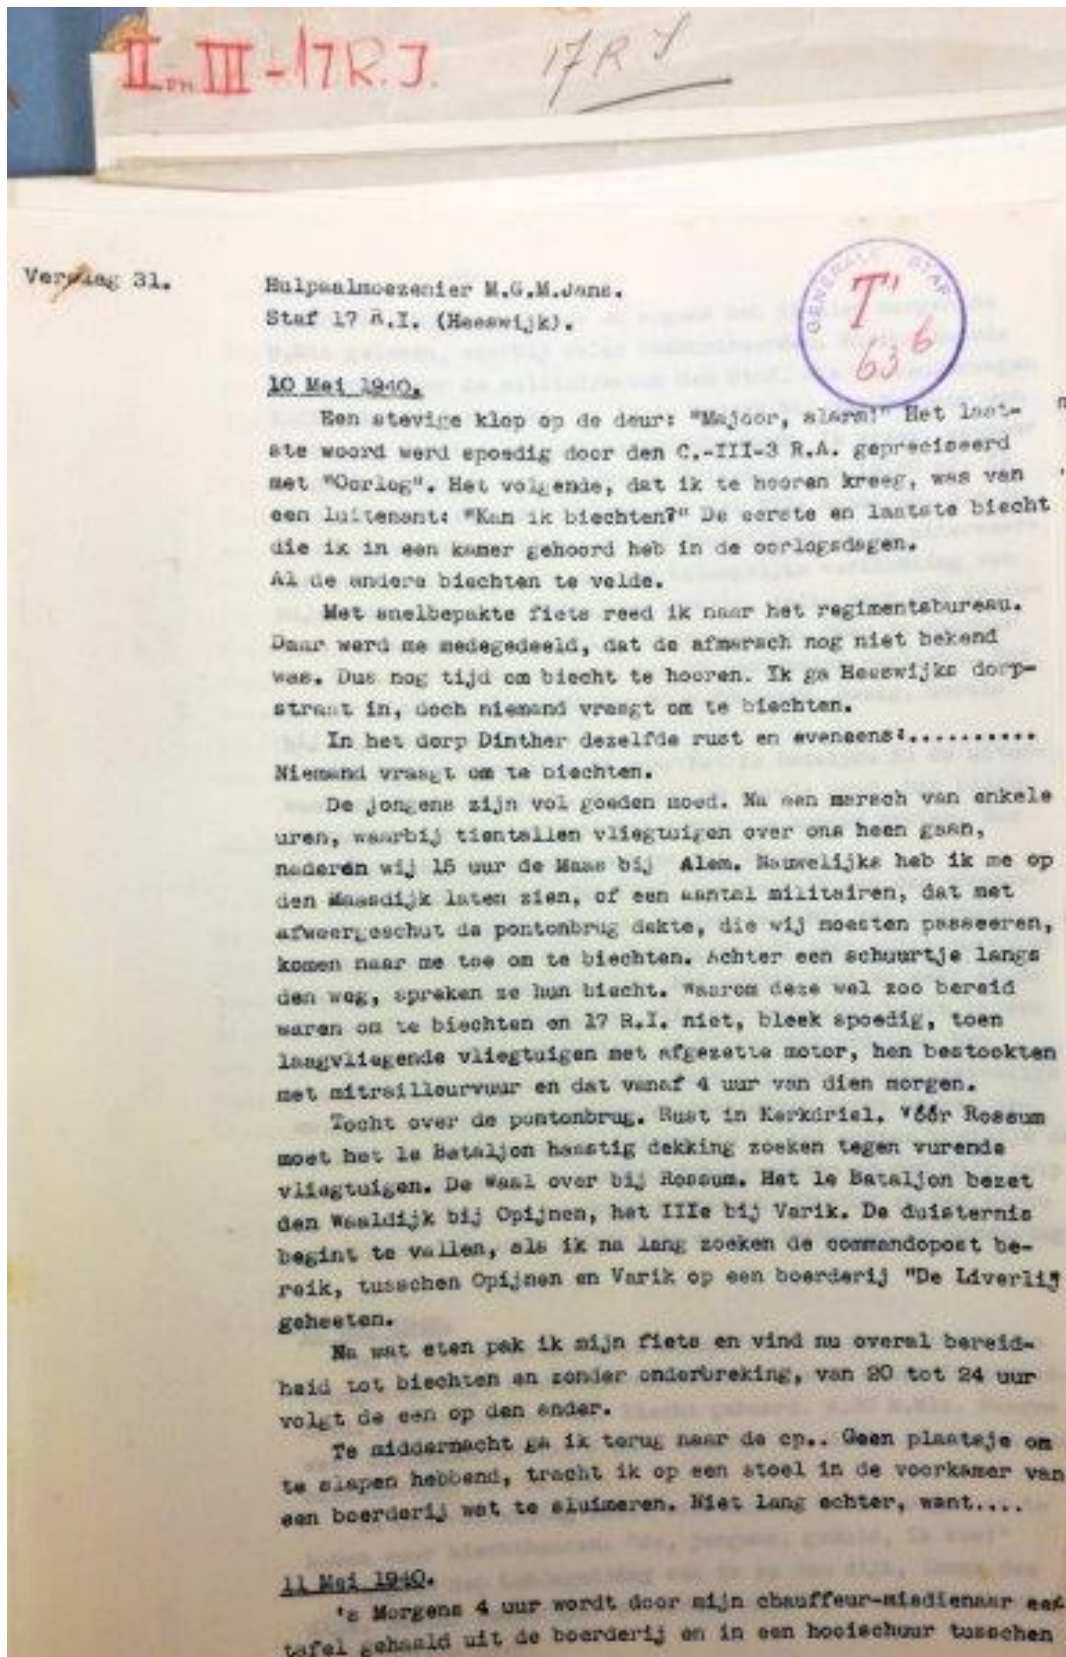 II en III - 17 R.I.
17 R I
GENERALE STAF
T'
63 6
Verslag 31.
Hulpaalmoezenier M.G.M.Jans.
Staf 17 R.I. (Heeswijk).
10 Mei 1940.
Een stevige klop op de deur: "Majoor, alarm!" Het laat-
ste woord werd spoedig door den C.-III-3 R.A. gepreciseerd
met "Oorlog". Het volgende, dat ik te hooren kreeg, was van
een luitenant: "Kan ik biechten?" De eerste en laatste biecht
die ik in een kamer gehoord heb in de oorlogsdagen.
Al de andere biechten te velde.
Met snelbepakte fiets reed ik naar het regimentsbureau.
Daar werd me medegedeeld, dat de afmarsch nog niet bekend
was. Dus nog tijd om biecht te hooren. Ik ga Heeswijks dorp-
straat in, doch niemand vraagt om te biechten.
In het dorp Dinther dezelfde rust en eveneens:..........
Niemand vraagt om te biechten.
De jongens zijn vol goeden moed. Na een marsch van enkele
uren, waarbij tientallen vliegtuigen over ons heen gaan,
naderen wij 15 uur de Maas bij Alem. Nauwelijks heb ik me op
den Maasdijk laten zien, of een aantal militairen, dat met
afweergeschut de pontonbrug dekte, die wij moesten passeeren,
komen naar me toe om te biechten. Achter een schuurtje langs
den weg, spreken ze hun biecht. Waarom deze wel zoo bereid
waren om te biechten en 17 R.I. niet, bleek spoedig, toen
laagvliegende vliegtuigen met afgezette motor, hen bestookten
met mitrailleurvuur en dat vanaf 4 uur van dien morgen.
Tocht over de pontonbrug. Rust in Kerkdriel. Vóór Rossum
moet het 1e Bataljon haastig dekking zoeken tegen vurende
vliegtuigen. De Waal over bij Rossum. Het 1e Bataljon bezet
den Waaldijk bij Opijnen, het IIIe bij Varik. De duisternis
begint te vallen, als ik na lang zoeken de commandopost be-
reik, tusschen Opijnen en Varik op een boerderij "De Liverlij
geheeten.
Na wat eten pak ik mijn fiets en vind nu overal bereid-
heid tot biechten en zonder onderbreking, van 20 tot 24 uur
volgt de een op den ander.
Te middernacht ga ik terug naar de cp.. Geen plaatsje om
te slapen hebbend, tracht ik op een stoel in de voorkamer van
een boerderij wat te sluimeren. Niet lang echter, want....
11 Mei 1940.
's Morgens 4 uur wordt door mijn chauffeur-misdienaar een
tafel gehaald uit de boerderij en in een hooischuur tusschen